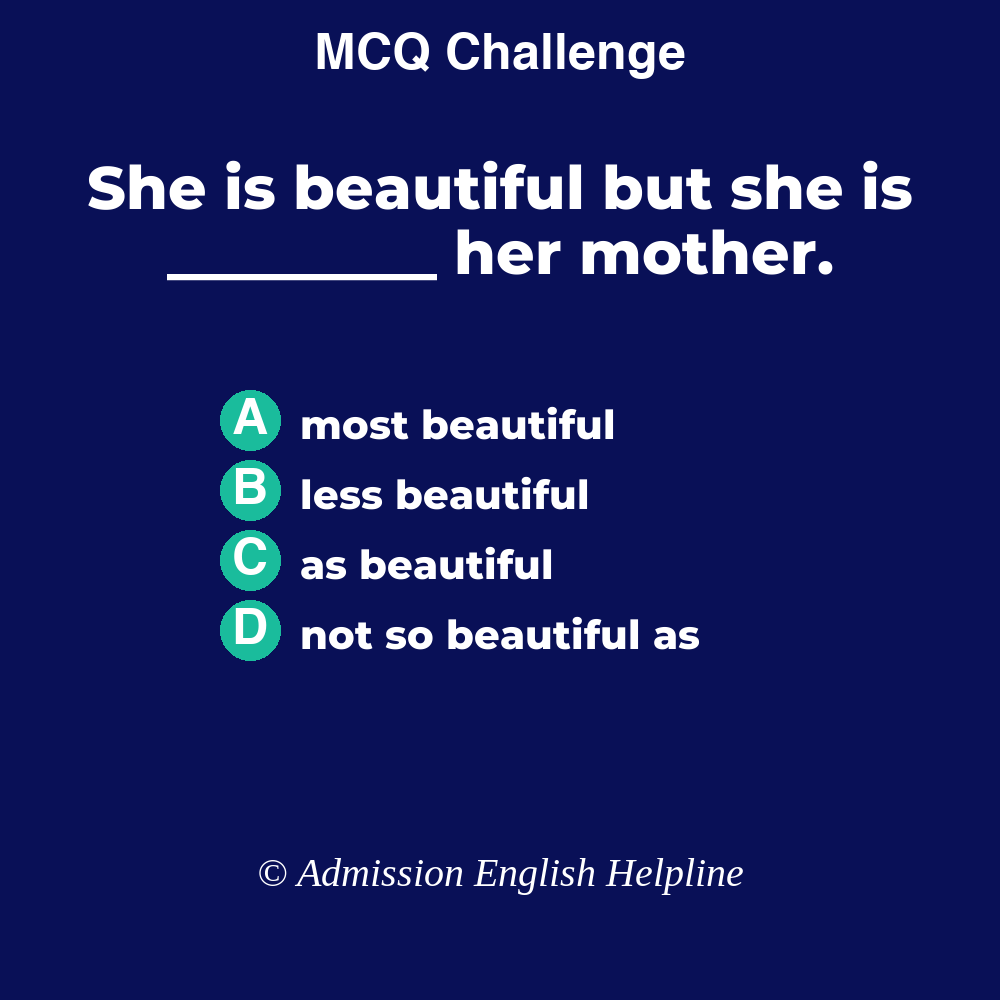 MCQ Challenge
She is beautiful but she is
_________ her mother.
A most beautiful
B less beautiful
C as beautiful
D not so beautiful as
© Admission English Helpline